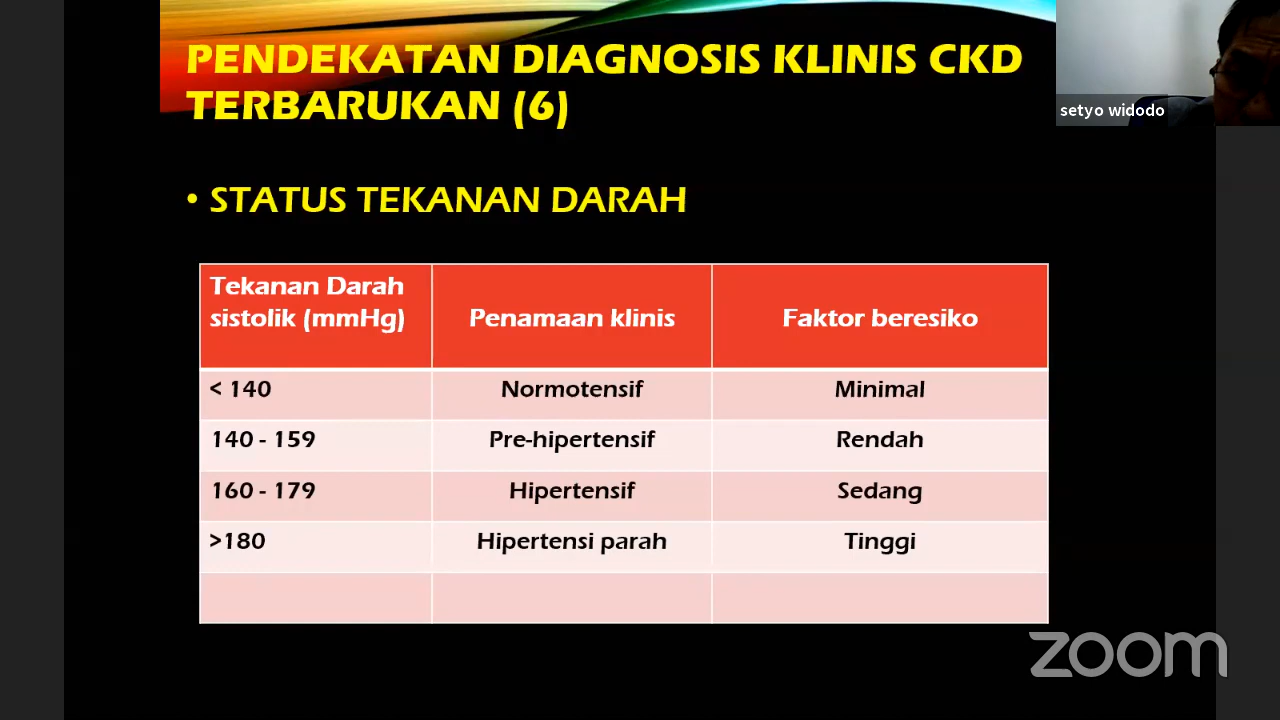 PENDEKATAN DIAGNOSIS KLINIS CKD
TERBARUKAN (6)
setyo widodo
• STATUS TEKANAN DARAH
Tekanan Darah
sistolik (mmHg)
Penamaan klinis
Faktor beresiko
< 140
Normotensif
Minimal
140 - 159
Pre-hipertensif
Rendah
160 - 179
Hipertensif
Sedang
>180
Hipertensi parah
Tinggi
zoom